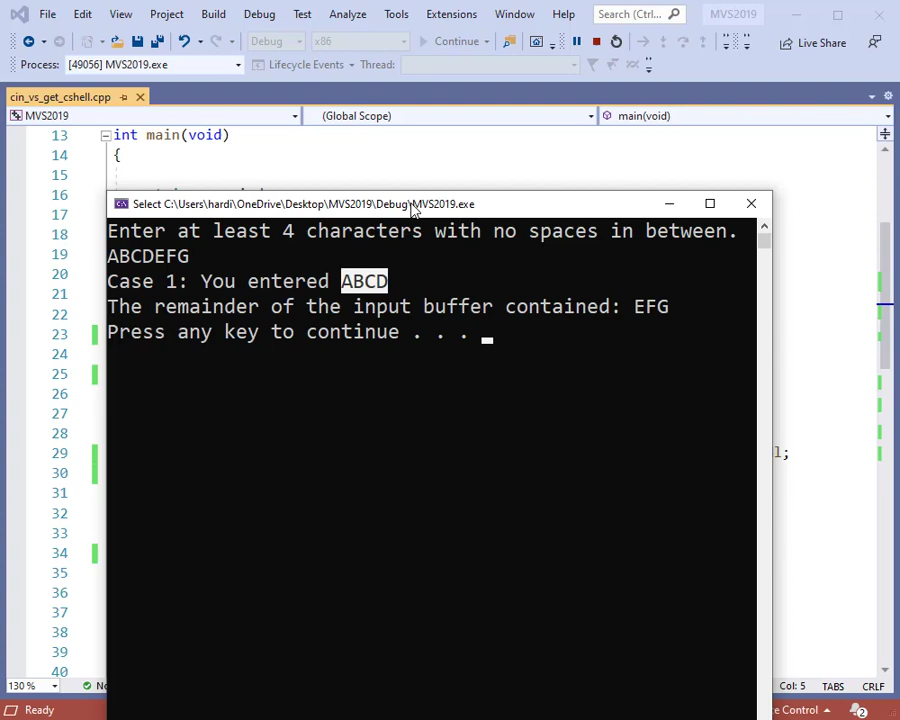 File Edit View Project Build Debug Test Analyze Tools Extensions Window Help Search (Ctrl... MVS2019
Debug x86 Continue Live Share
Process: [49056] MVS2019.exe Lifecycle Events Thread:
cin_vs_get_cshell.cpp
MVS2019 (Global Scope) main(void)
13 int main(void)
14 {
15
16
17
18
19
20
21
22
23
24
25
26
27
28
29 l;
30
31
32
33
34
35
36
37
38
39
40
Select C:\Users\hardi\OneDrive\Desktop\MVS2019\Debug\MVS2019.exe
Enter at least 4 characters with no spaces in between.
ABCDEFG
Case 1: You entered ABCD
The remainder of the input buffer contained: EFG
Press any key to continue . . .
130 % No Col: 5 TABS CRLF
Ready ce Control 2